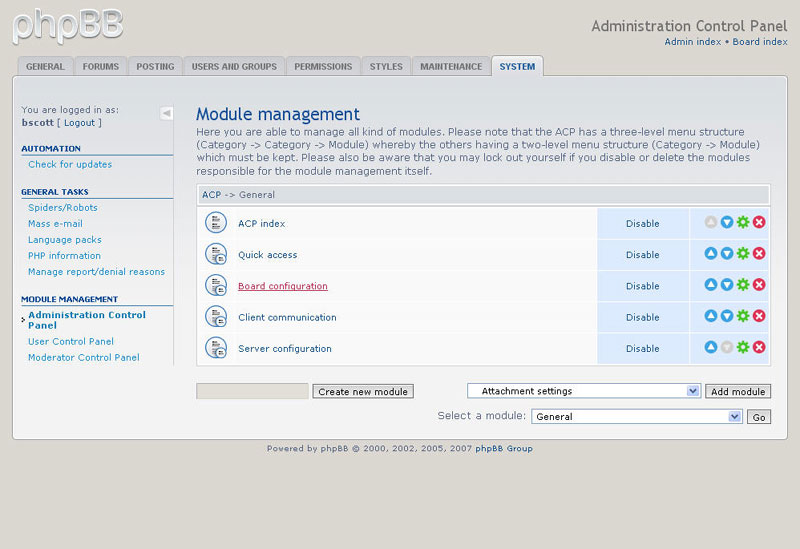 phpBB
Administration Control Panel
Admin index • Board index
GENERAL FORUMS POSTING USERS AND GROUPS PERMISSIONS STYLES MAINTENANCE SYSTEM
You are logged in as:
bscott [ Logout ]
AUTOMATION
Check for updates
GENERAL TASKS
Spiders/Robots
Mass e-mail
Language packs
PHP information
Manage report/denial reasons
MODULE MANAGEMENT
Administration Control
Panel
User Control Panel
Moderator Control Panel
Module management
Here you are able to manage all kind of modules. Please note that the ACP has a three-level menu structure
(Category -> Category -> Module) whereby the others having a two-level menu structure (Category -> Module)
which must be kept. Please also be aware that you may lock out yourself if you disable or delete the modules
responsible for the module management itself.
ACP -> General
ACP index Disable
Quick access Disable
Board configuration Disable
Client communication Disable
Server configuration Disable
Create new module Attachment settings Add module
Select a module: General Go
Powered by phpBB © 2000, 2002, 2005, 2007 phpBB Group